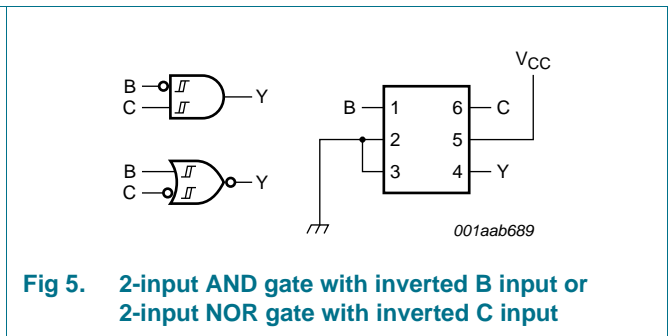 VCC
B
C
Y
B
C
Y
B
1
6
C
2
5
3
4
Y
001aab689
Fig 5. 2-input AND gate with inverted B input or
2-input NOR gate with inverted C input